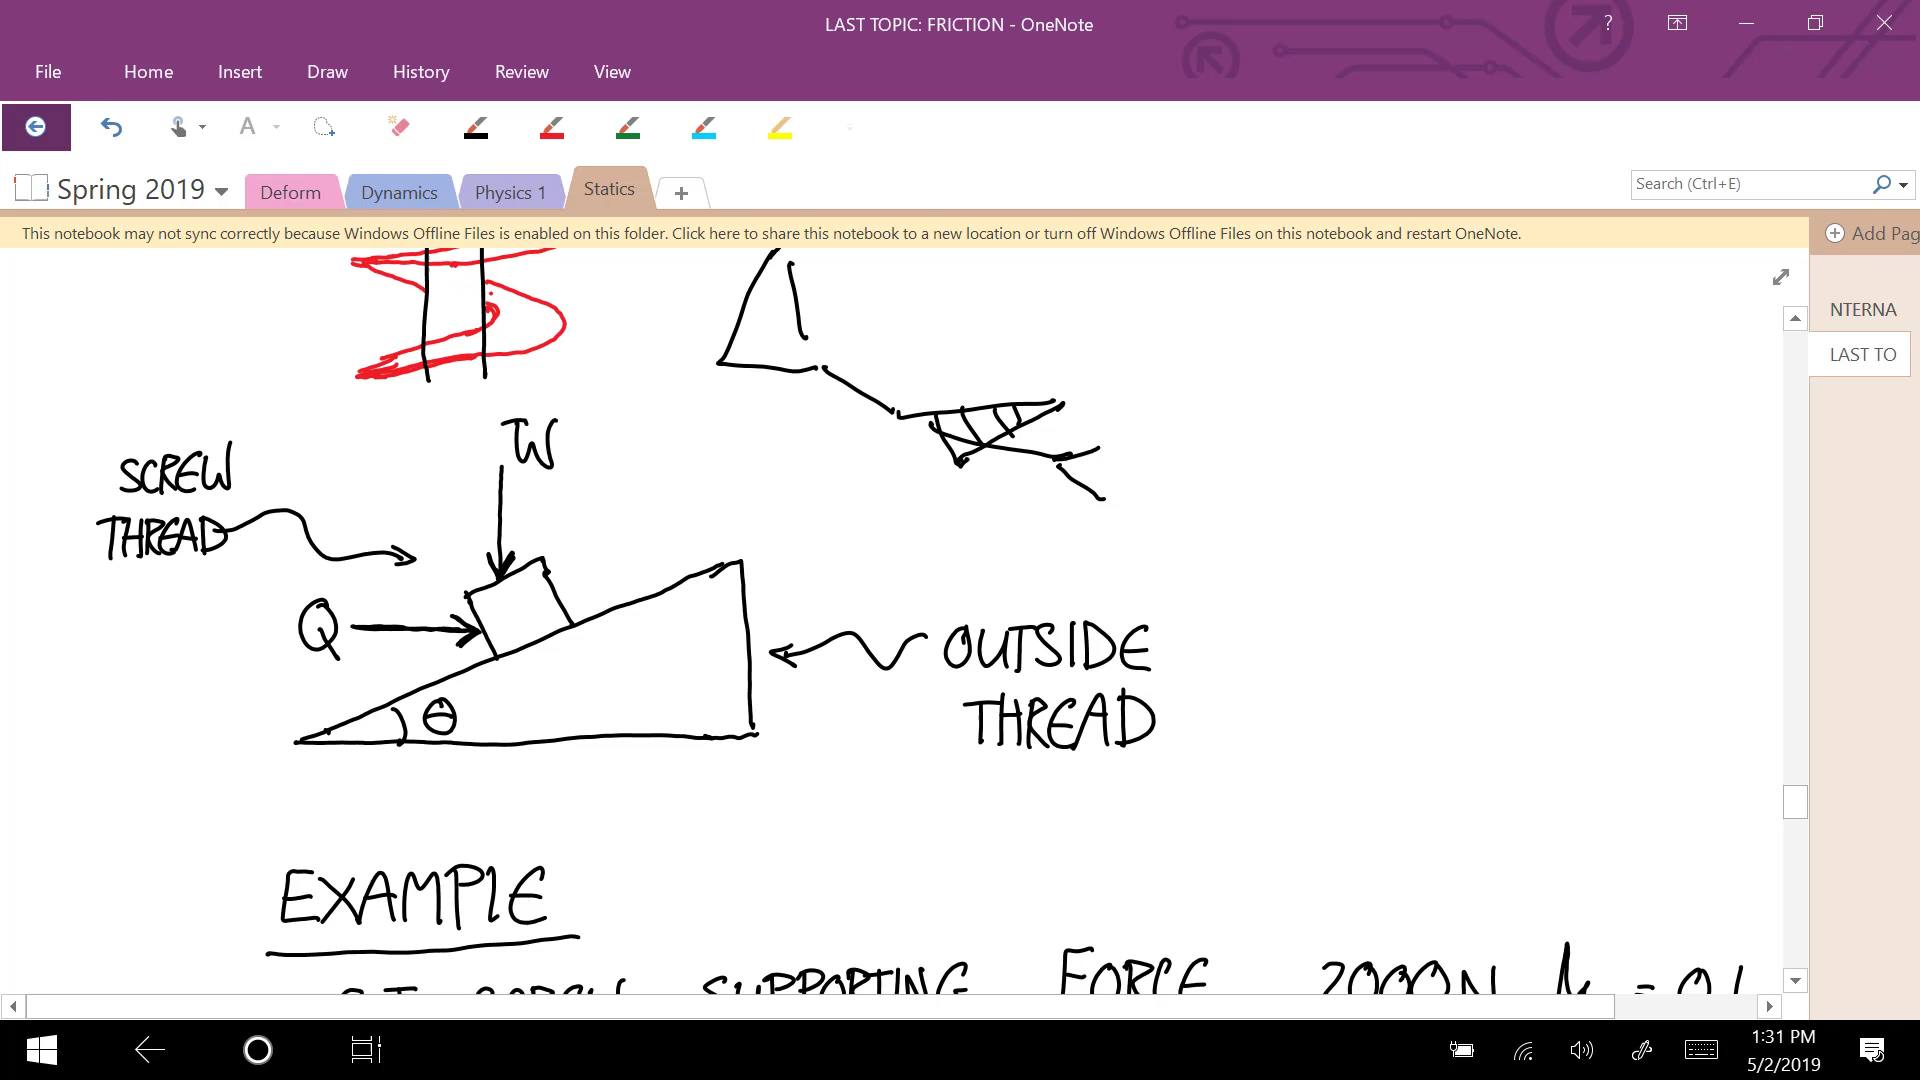 LAST TOPIC: FRICTION - OneNote
?
File Home Insert Draw History Review View
A
Spring 2019 Deform Dynamics Physics 1 Statics +
Search (Ctrl+E)
This notebook may not sync correctly because Windows Offline Files is enabled on this folder. Click here to share this notebook to a new location or turn off Windows Offline Files on this notebook and restart OneNote.
Add Pag
NTERNA
LAST TO
W
SCREW
THREAD
Q
θ
OUTSIDE
THREAD
EXAMPLE
SUPPORTING FORCE 2000N
1:31 PM
5/2/2019